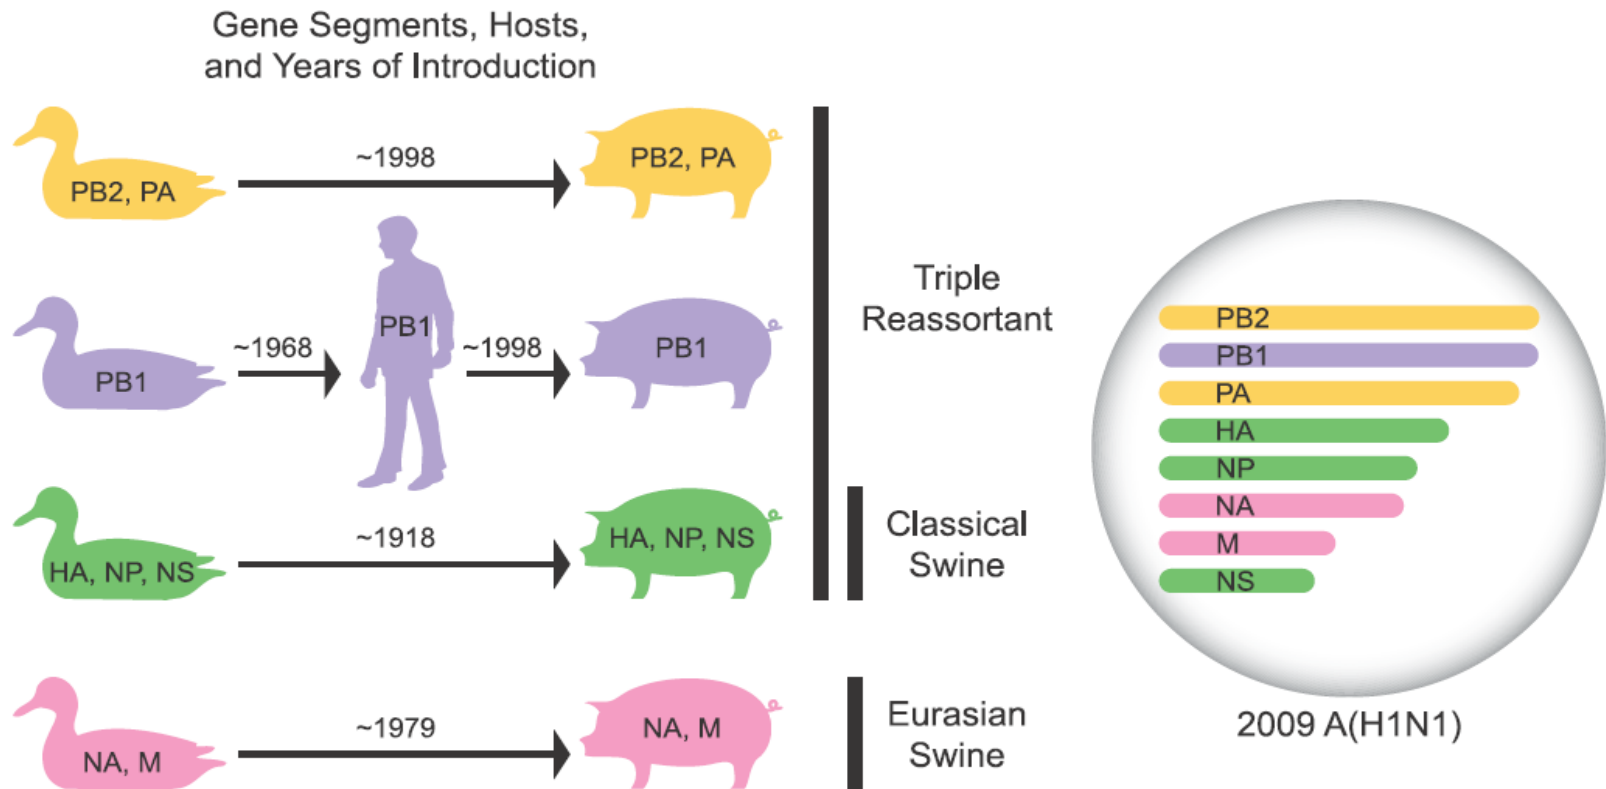 Gene Segments, Hosts,
and Years of Introduction
PB2, PA
~1998
PB2, PA
PB1
~1968
PB1
~1998
PB1
HA, NP, NS
~1918
HA, NP, NS
NA, M
~1979
NA, M
Triple
Reassortant
Classical
Swine
Eurasian
Swine
PB2
PB1
PA
HA
NP
NA
M
NS
2009 A(H1N1)